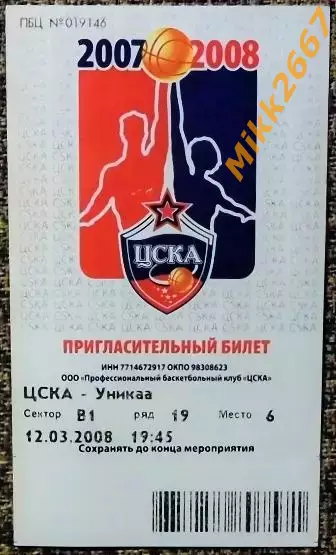 ПБЦ №019146
2007 2008
Mikk2667
ЦСКА
ПРИГЛАСИТЕЛЬНЫЙ БИЛЕТ
ИНН 7714672917 ОКПО 98308623
ООО «Профессиональный баскетбольный клуб «ЦСКА»
ЦСКА - Уникаа
Сектор B1 ряд 19 Место 6
12.03.2008 19:45
Сохранять до конца мероприятия